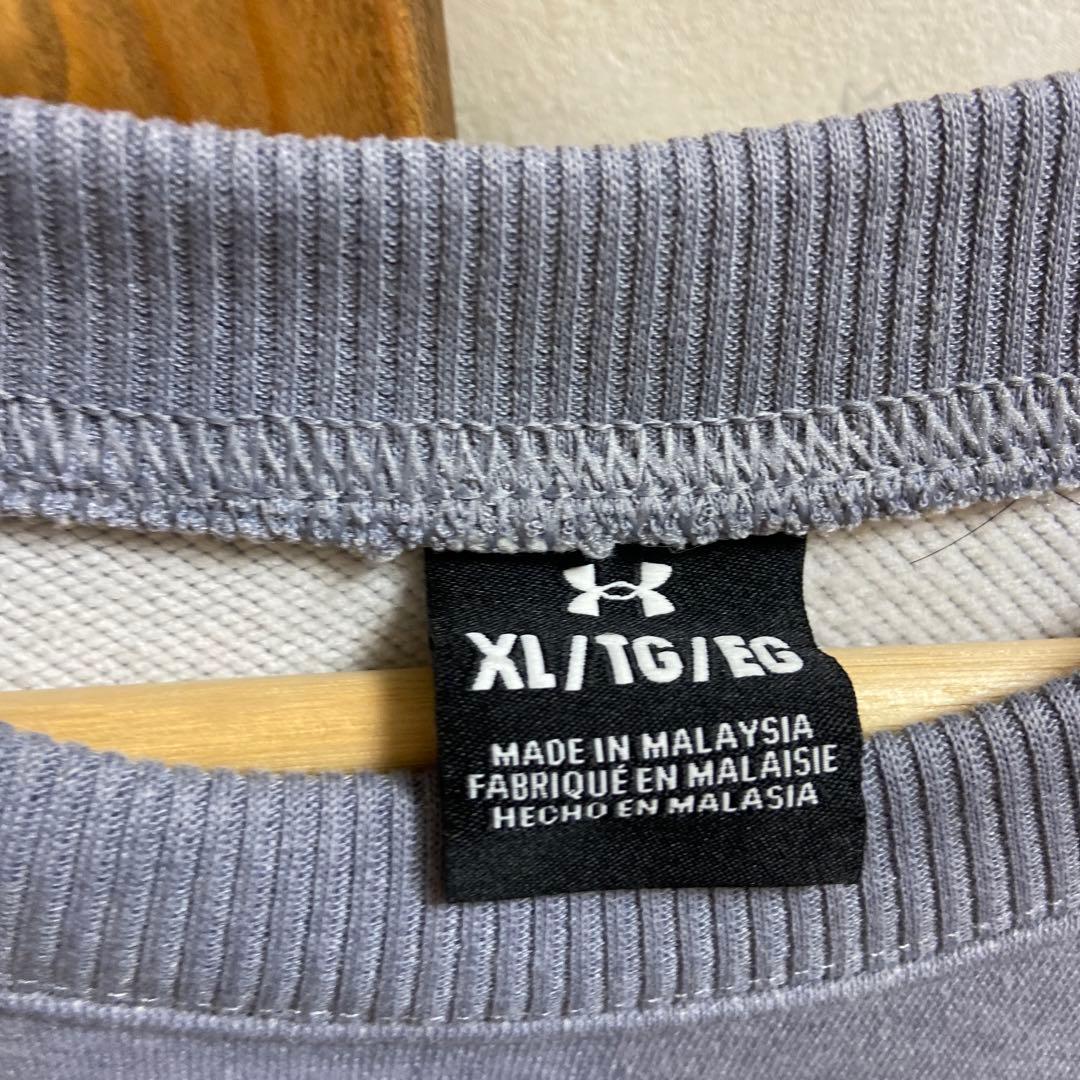 XL/TG/EG
MADE IN MALAYSIA
FABRIQUÉ EN MALAISIE
HECHO EN MALASIA